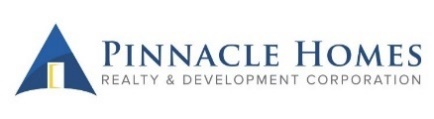 PINNACLE HOMES
REALTY & DEVELOPMENT CORPORATION